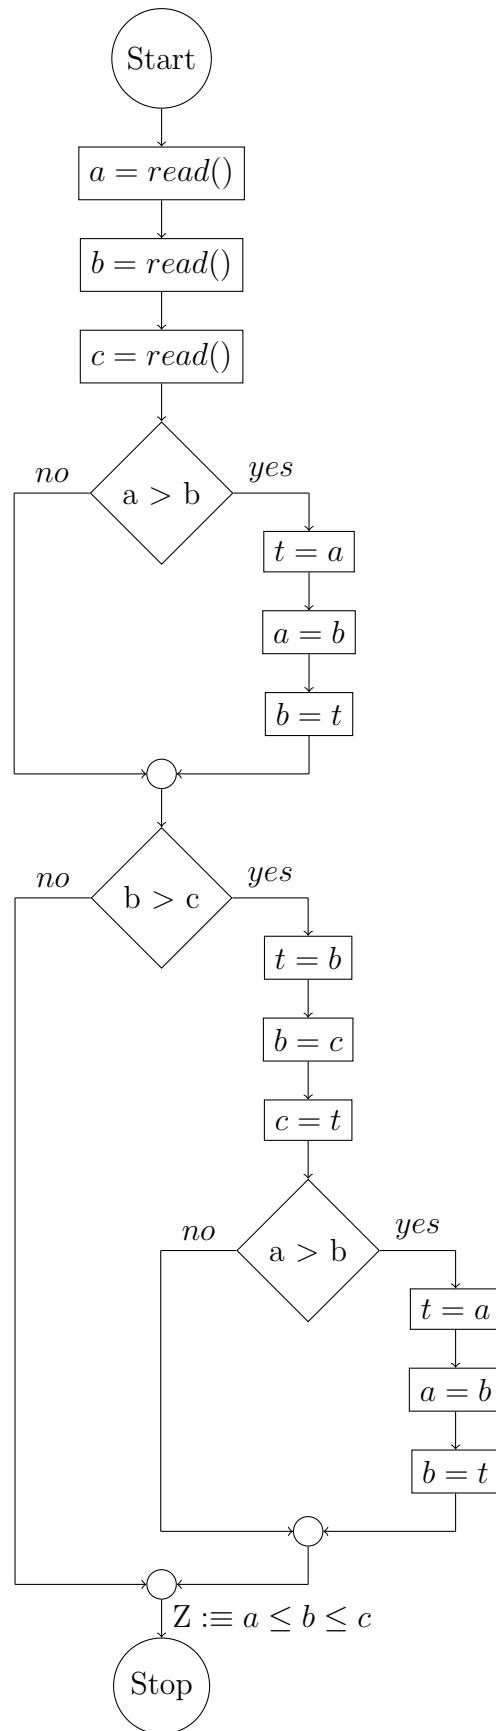 Start
a = read()
b = read()
c = read()
no
a > b
yes
t = a
a = b
b = t
no
b > c
yes
t = b
b = c
c = t
no
a > b
yes
t = a
a = b
b = t
Z :≡ a ≤ b ≤ c
Stop